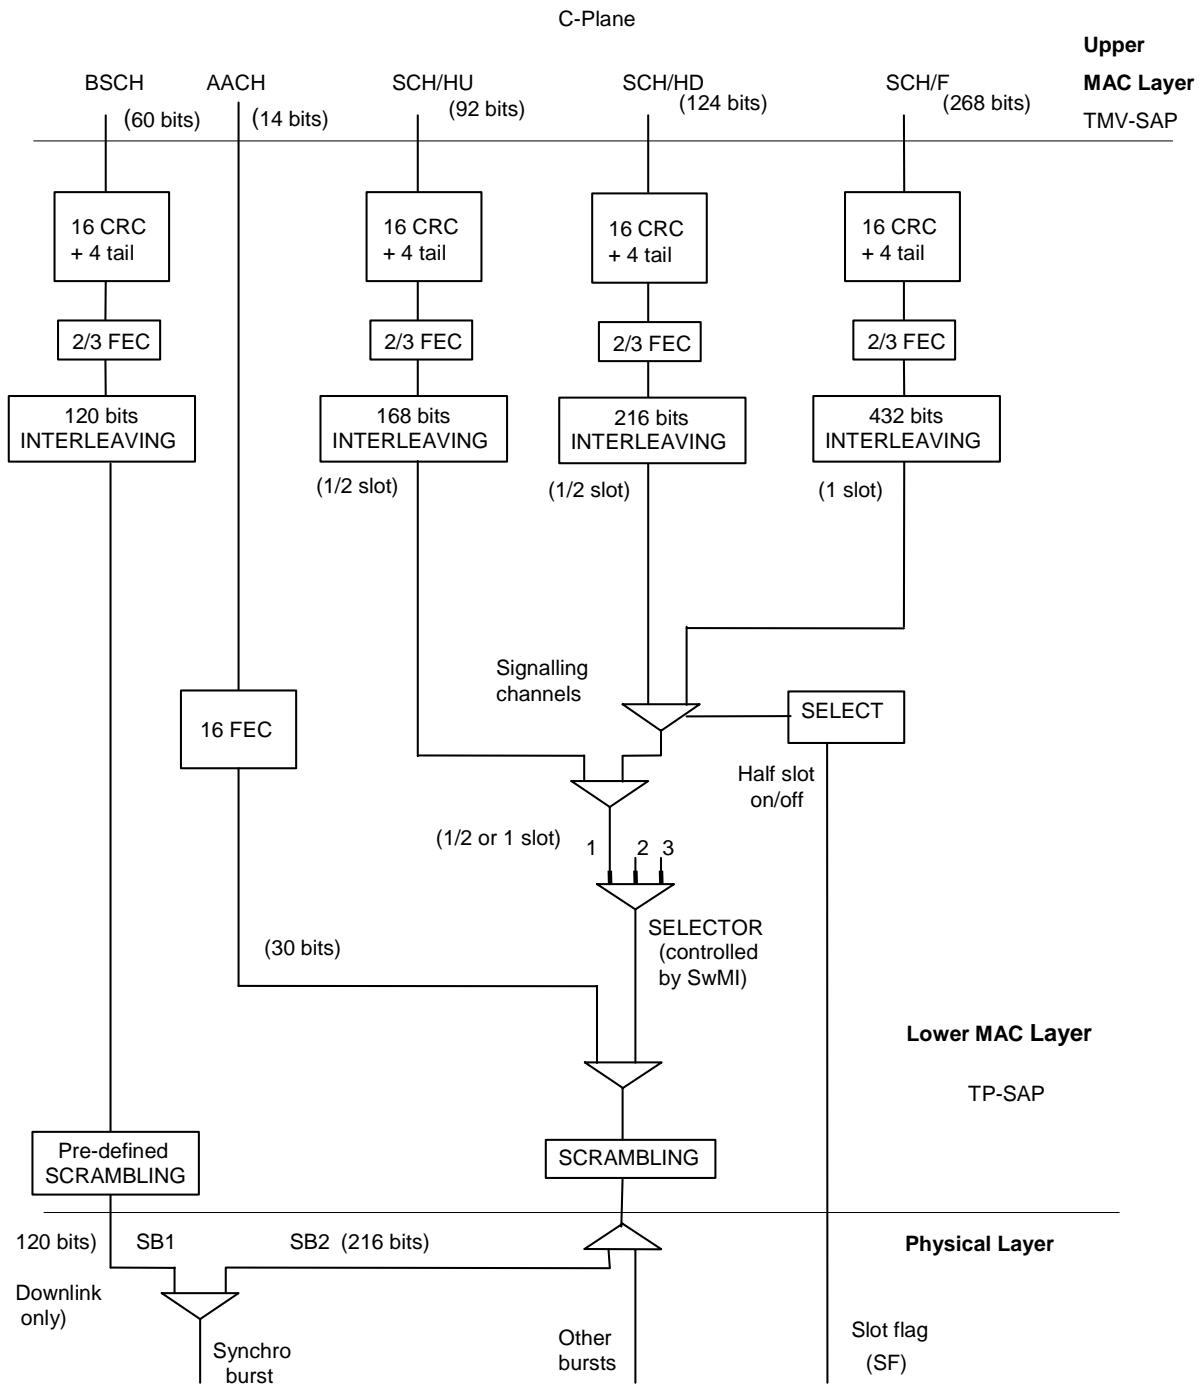 C-Plane
Upper
BSCH
AACH
SCH/HU
SCH/HD
SCH/F
MAC Layer
(60 bits)
(14 bits)
(92 bits)
(124 bits)
(268 bits)
TMV-SAP
16 CRC
+ 4 tail
16 CRC
+ 4 tail
16 CRC
+ 4 tail
16 CRC
+ 4 tail
2/3 FEC
2/3 FEC
2/3 FEC
2/3 FEC
120 bits
INTERLEAVING
168 bits
INTERLEAVING
216 bits
INTERLEAVING
432 bits
INTERLEAVING
(1/2 slot)
(1/2 slot)
(1 slot)
Signalling
channels
16 FEC
SELECT
Half slot
on/off
(1/2 or 1 slot)
1
2
3
SELECTOR
(controlled
by SwMI)
(30 bits)
Lower MAC Layer
TP-SAP
Pre-defined
SCRAMBLING
SCRAMBLING
120 bits)
SB1
SB2 (216 bits)
Physical Layer
Downlink
only)
Synchro
burst
Other
bursts
Slot flag
(SF)